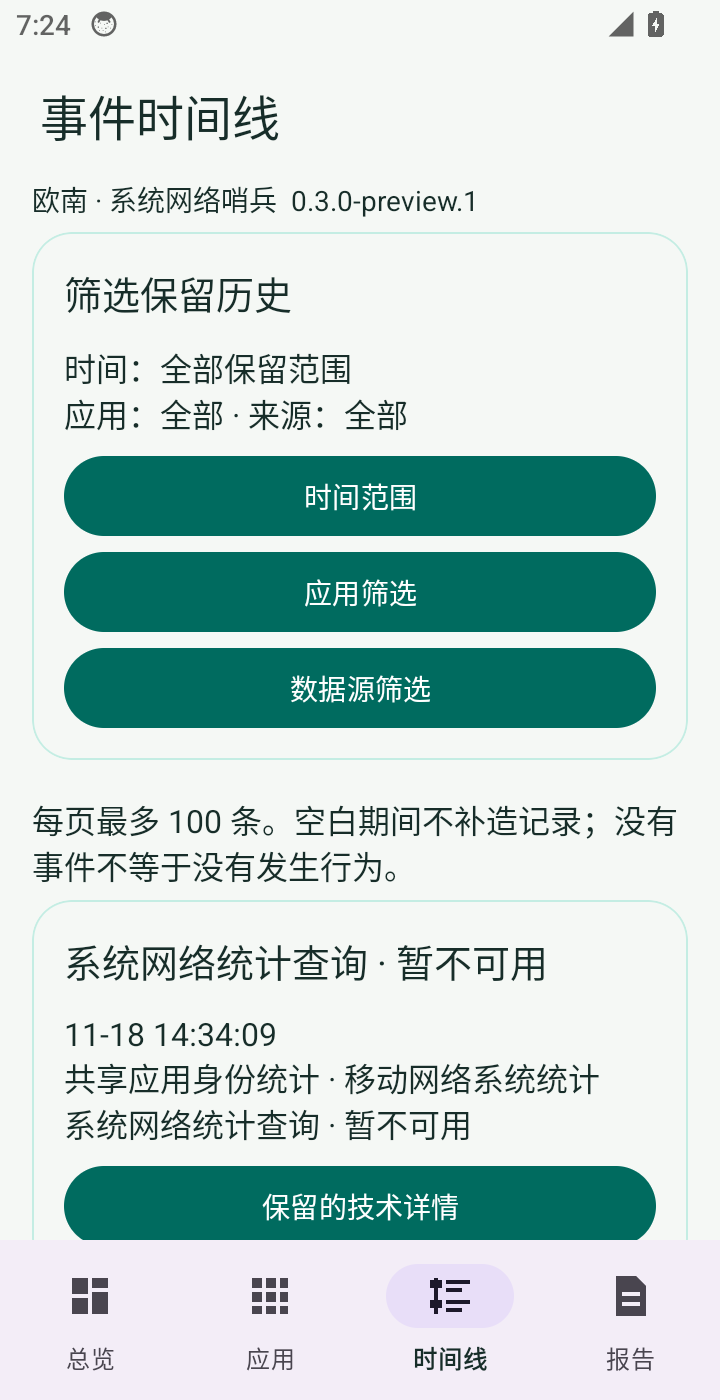 7:24
事件时间线
欧南 · 系统网络哨兵 0.3.0-preview.1
筛选保留历史
时间：全部保留范围
应用：全部 · 来源：全部
时间范围
应用筛选
数据源筛选
每页最多 100 条。空白期间不补造记录；没有
事件不等于没有发生行为。
系统网络统计查询 · 暂不可用
11-18 14:34:09
共享应用身份统计 · 移动网络系统统计
系统网络统计查询 · 暂不可用
保留的技术详情
总览
应用
时间线
报告